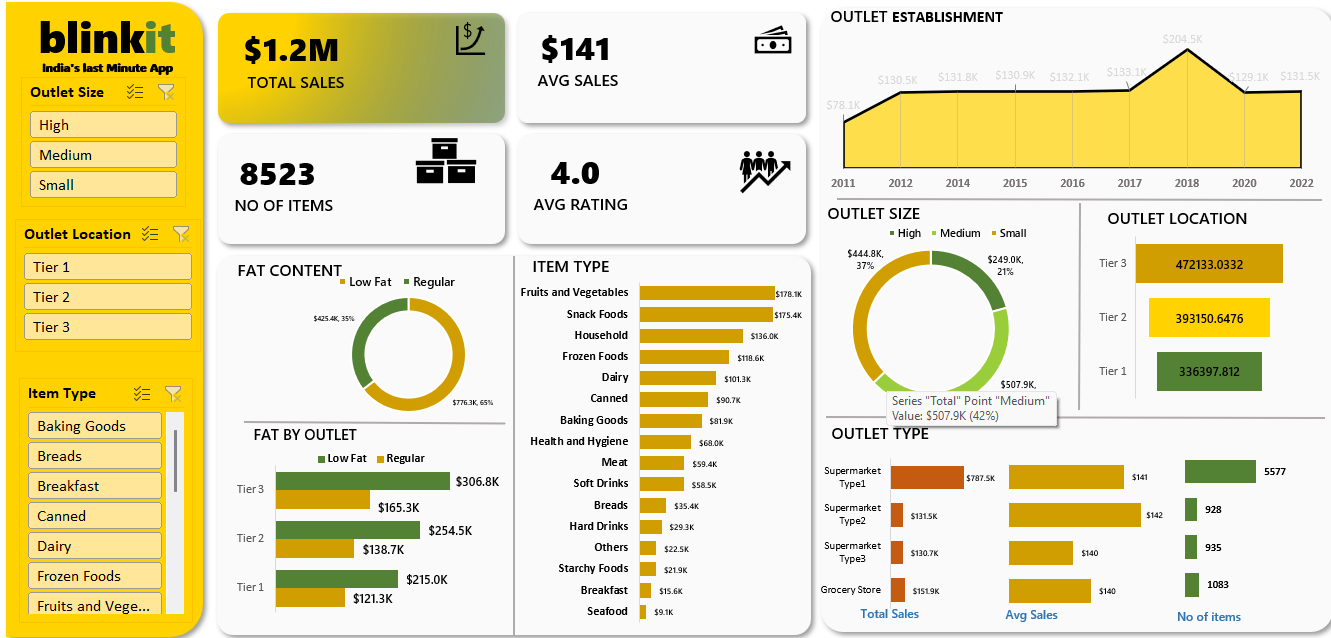 blinkit
India's last Minute App
Outlet Size
High
Medium
Small
Outlet Location
Tier 1
Tier 2
Tier 3
Item Type
Baking Goods
Breads
Breakfast
Canned
Dairy
Frozen Foods
Fruits and Vege...
$1.2M
TOTAL SALES
$
$141
AVG SALES
8523
NO OF ITEMS
4.0
AVG RATING
FAT CONTENT
Low Fat Regular
$425.4K, 35%
$776.3K, 65%
FAT BY OUTLET
Low Fat Regular
Tier 3
$306.8K
$165.3K
Tier 2
$254.5K
$138.7K
Tier 1
$215.0K
$121.3K
ITEM TYPE
Fruits and Vegetables $178.1K
Snack Foods $175.4K
Household $136.0K
Frozen Foods $118.6K
Dairy $101.3K
Canned $90.7K
Baking Goods $81.9K
Health and Hygiene $68.0K
Meat $59.4K
Soft Drinks $58.5K
Breads $35.4K
Hard Drinks $29.3K
Others $22.5K
Starchy Foods $21.9K
Breakfast $15.6K
Seafood $9.1K
OUTLET ESTABLISHMENT
$78.1K $130.5K $131.8K $130.9K $132.1K $133.1K $204.5K $129.1K $131.5K
2011 2012 2014 2015 2016 2017 2018 2020 2022
OUTLET SIZE
High Medium Small
$444.8K,
37%
$249.0K,
21%
$507.9K,
Series "Total" Point "Medium"
Value: $507.9K (42%)
OUTLET LOCATION
Tier 3 472133.0332
Tier 2 393150.6476
Tier 1 336397.812
OUTLET TYPE
Supermarket
Type1
$787.5K $141 5577
Supermarket
Type2
$131.5K $142 928
Supermarket
Type3
$130.7K $140 935
Grocery Store $151.9K $140 1083
Total Sales Avg Sales No of items